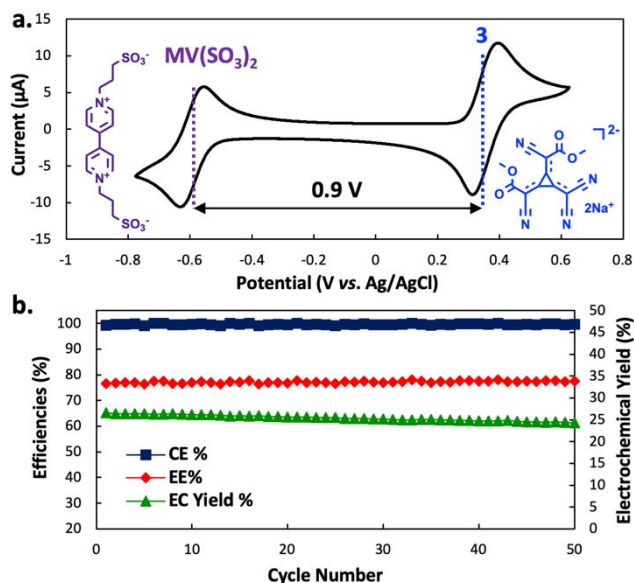 a.
15
10
5
0
-5
-10
-15
Current (µA)
SO₃⁻
N⁺
N⁺
SO₃⁻
MV(SO₃)₂
3
0.9 V
N
O
O
O
O
N
N
N
N
2-
2Na⁺
-1 -0.8 -0.6 -0.4 -0.2 0 0.2 0.4 0.6 0.8
Potential (V vs. Ag/AgCl)
b.
100
90
80
70
60
50
40
30
20
Efficiencies (%)
CE %
EE%
EC Yield %
50
45
40
35
30
25
20
15
10
5
0
Electrochemical Yield (%)
0 10 20 30 40 50
Cycle Number